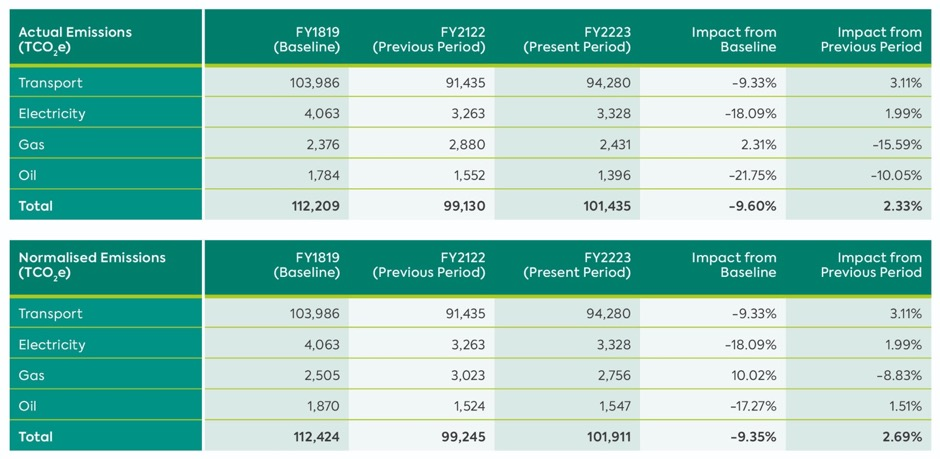 Actual Emissions (TCO₂e) FY1819 (Baseline) FY2122 (Previous Period) FY2223 (Present Period) Impact from Baseline Impact from Previous Period
Transport 103,986 91,435 94,280 -9.33% 3.11%
Electricity 4,063 3,263 3,328 -18.09% 1.99%
Gas 2,376 2,880 2,431 2.31% -15.59%
Oil 1,784 1,552 1,396 -21.75% -10.05%
Total 112,209 99,130 101,435 -9.60% 2.33%
Normalised Emissions (TCO₂e) FY1819 (Baseline) FY2122 (Previous Period) FY2223 (Present Period) Impact from Baseline Impact from Previous Period
Transport 103,986 91,435 94,280 -9.33% 3.11%
Electricity 4,063 3,263 3,328 -18.09% 1.99%
Gas 2,505 3,023 2,756 10.02% -8.83%
Oil 1,870 1,524 1,547 -17.27% 1.51%
Total 112,424 99,245 101,911 -9.35% 2.69%